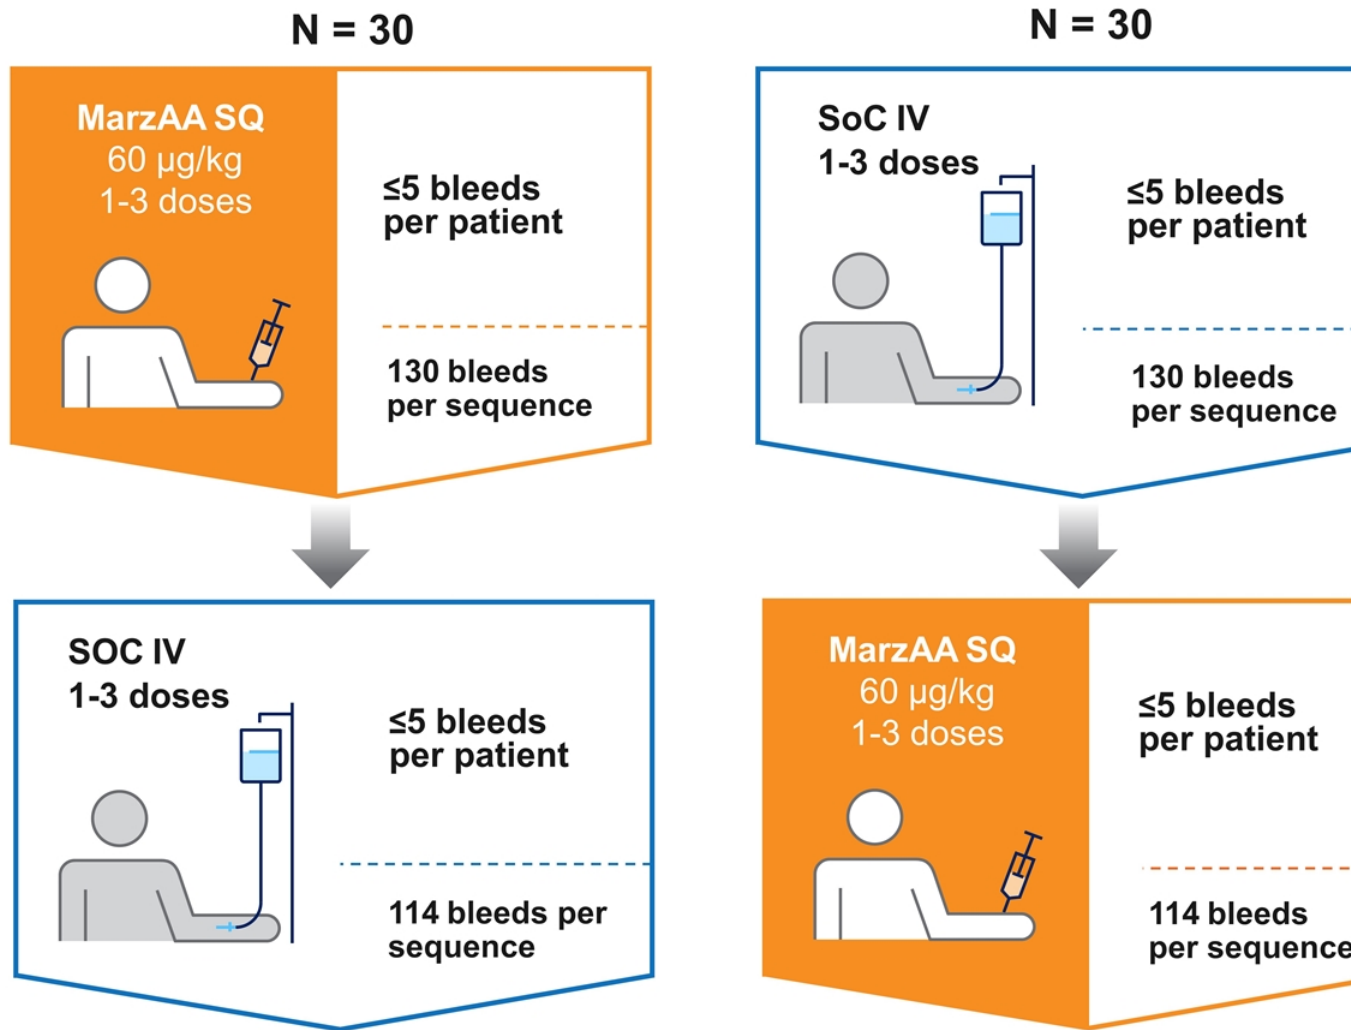 N = 30
MarzAA SQ
60 µg/kg
1-3 doses
≤5 bleeds
per patient
130 bleeds
per sequence
SOC IV
1-3 doses
≤5 bleeds
per patient
114 bleeds per
sequence
N = 30
SoC IV
1-3 doses
≤5 bleeds
per patient
130 bleeds
per sequence
MarzAA SQ
60 µg/kg
1-3 doses
≤5 bleeds
per patient
114 bleeds
per sequence